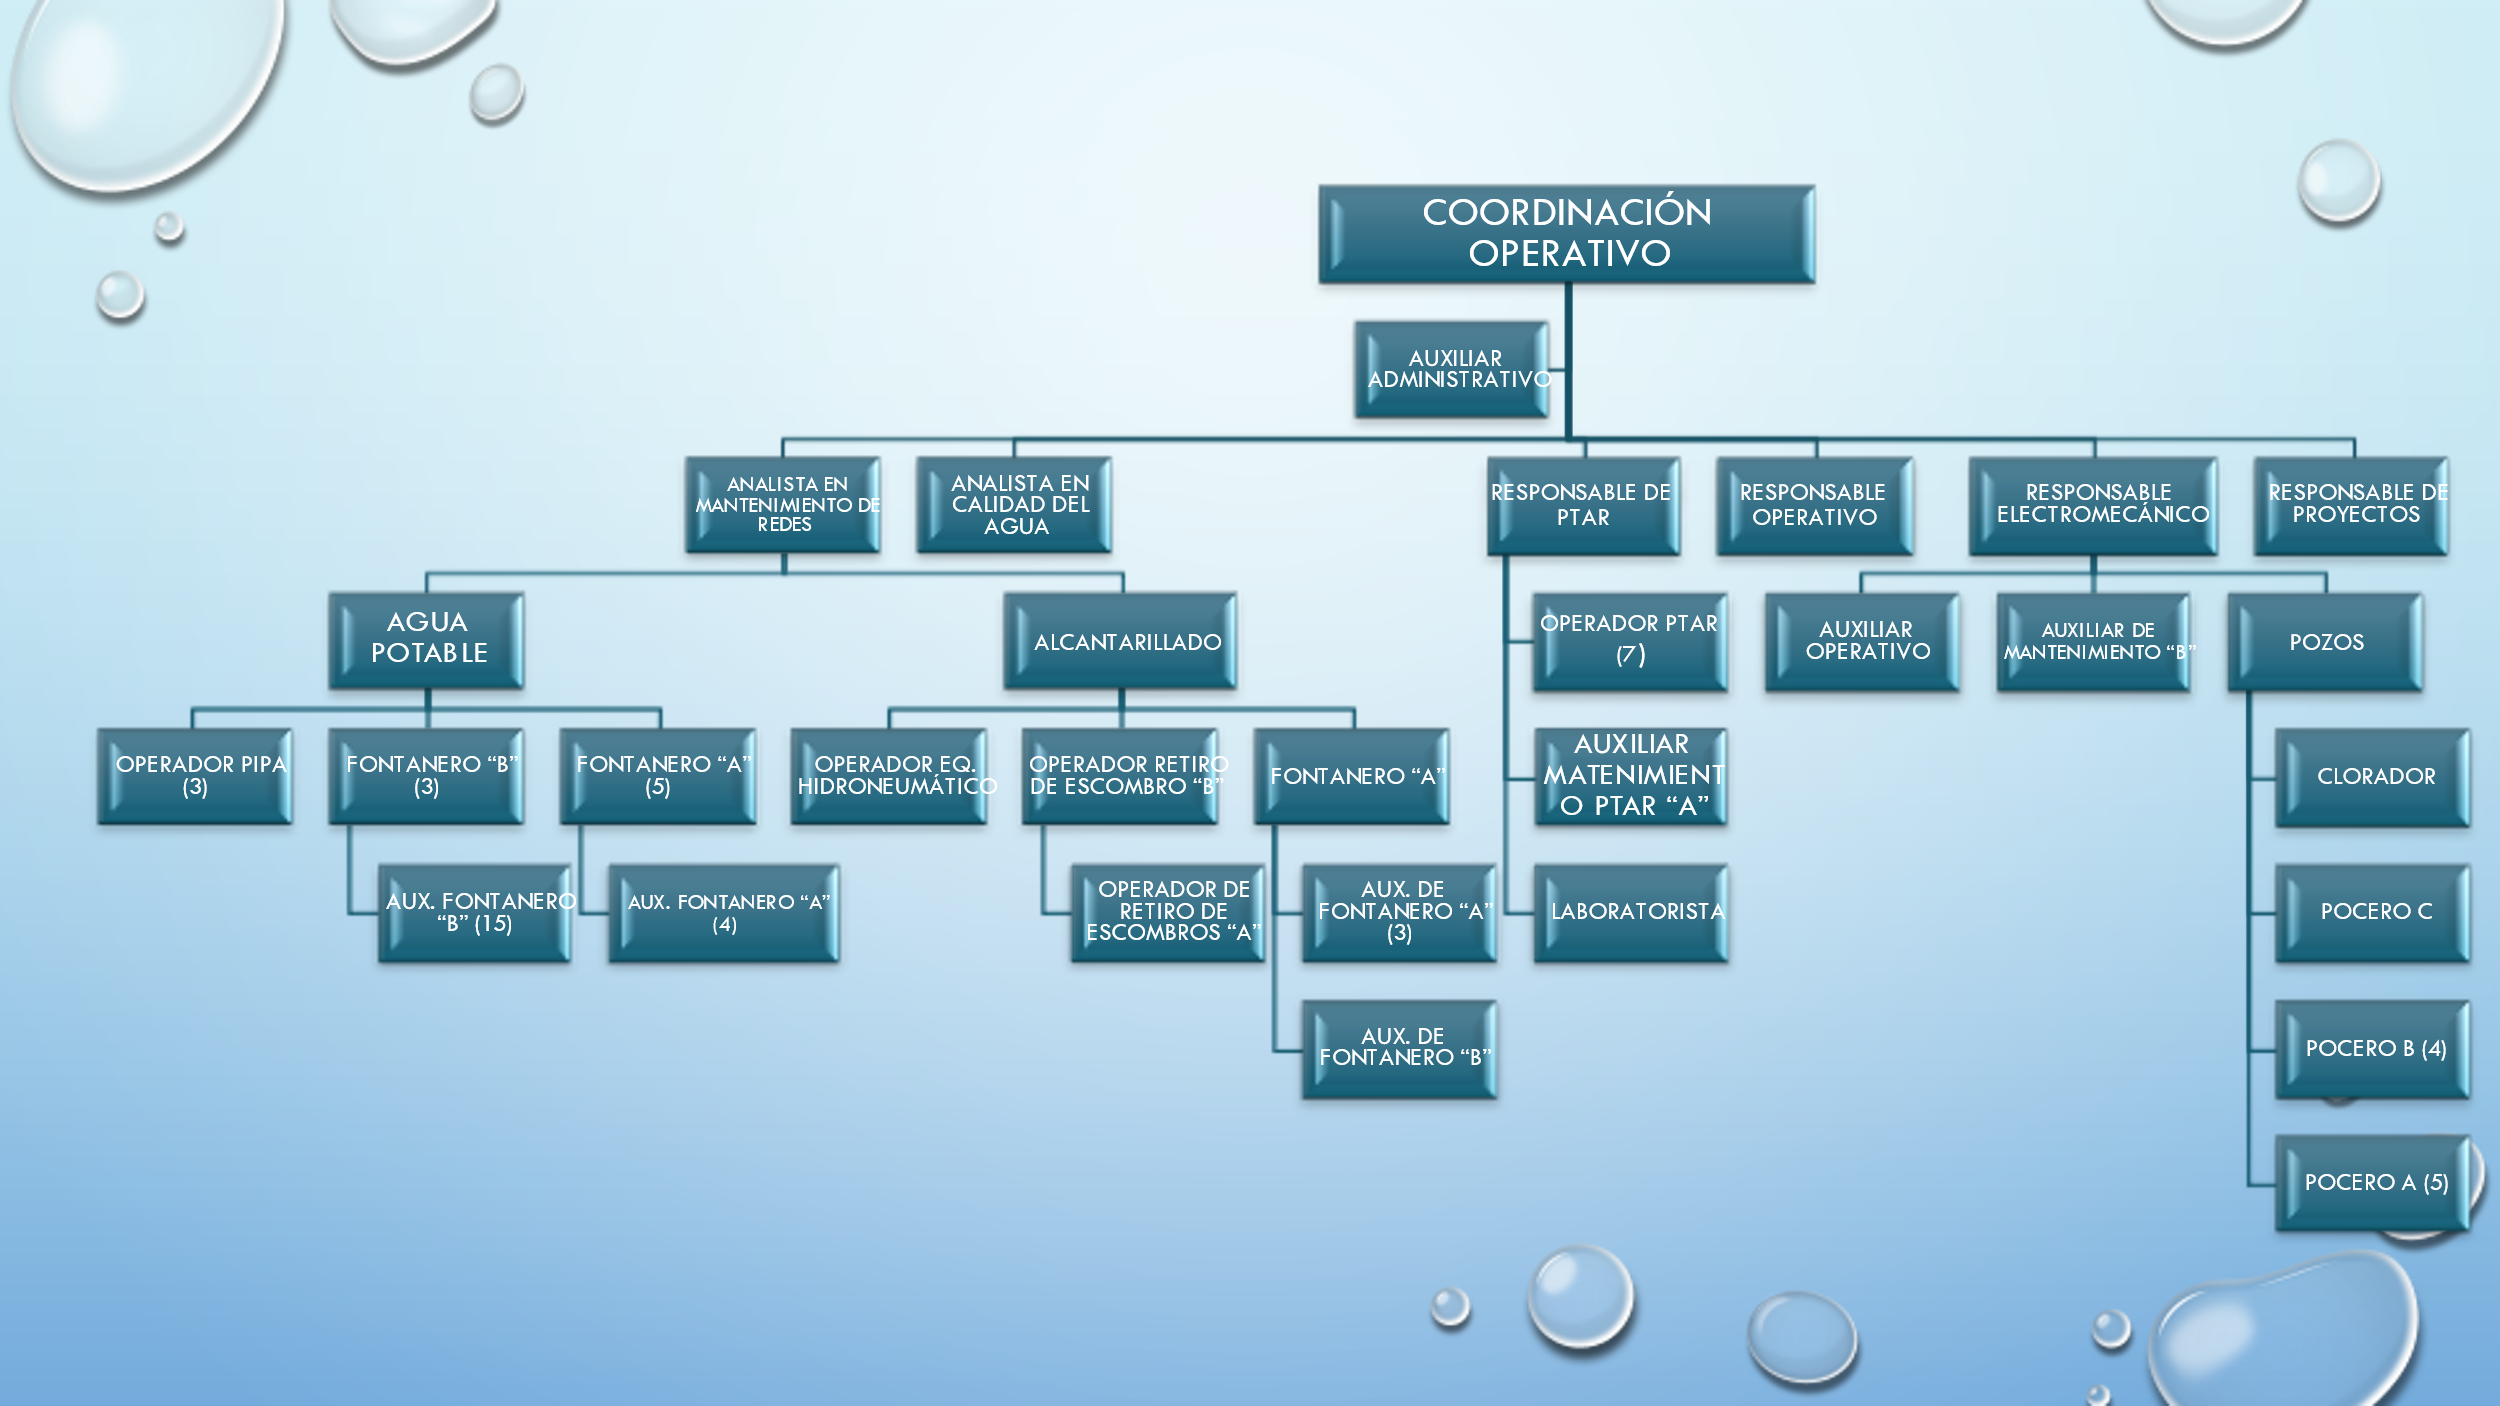 COORDINACIÓN
OPERATIVO
AUXILIAR
ADMINISTRATIVO
ANALISTA EN
MANTENIMIENTO DE
REDES
ANALISTA EN
CALIDAD DEL
AGUA
RESPONSABLE DE
PTAR
RESPONSABLE
OPERATIVO
RESPONSABLE
ELECTROMECÁNICO
RESPONSABLE DE
PROYECTOS
AGUA
POTABLE
ALCANTARILLADO
OPERADOR PTAR
(7)
AUXILIAR
OPERATIVO
AUXILIAR DE
MANTENIMIENTO “B”
POZOS
OPERADOR PIPA
(3)
FONTANERO “B”
(3)
FONTANERO “A”
(5)
OPERADOR EQ.
HIDRONEUMÁTICO
OPERADOR RETIRO
DE ESCOMBRO “B”
FONTANERO “A”
AUXILIAR
MATENIMIENT
O PTAR “A”
CLORADOR
AUX. FONTANERO
“B” (15)
AUX. FONTANERO “A”
(4)
OPERADOR DE
RETIRO DE
ESCOMBROS “A”
AUX. DE
FONTANERO “A”
(3)
LABORATORISTA
POCERO C
AUX. DE
FONTANERO “B”
POCERO B (4)
POCERO A (5)